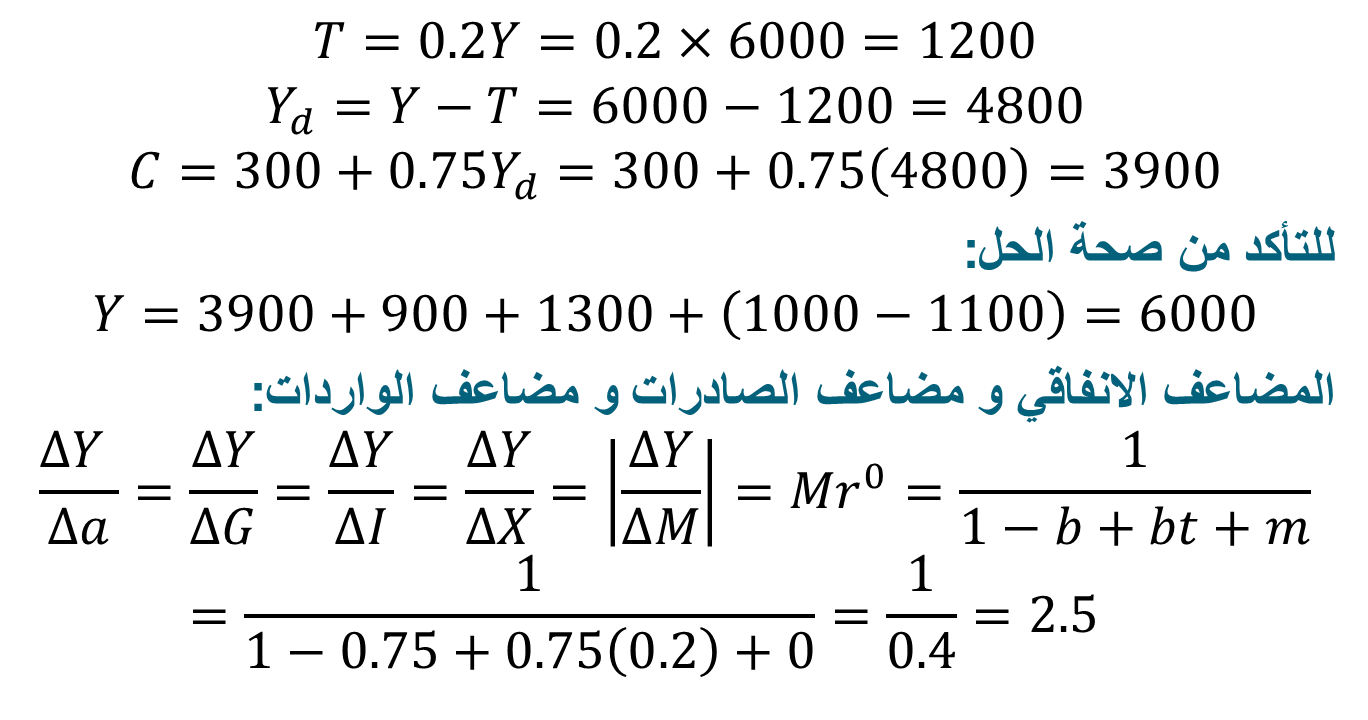 T = 0.2Y = 0.2 × 6000 = 1200
Y_d = Y − T = 6000 − 1200 = 4800
C = 300 + 0.75Y_d = 300 + 0.75(4800) = 3900
للتأكد من صحة الحل:
Y = 3900 + 900 + 1300 + (1000 − 1100) = 6000
المضاعف الانفاقي و مضاعف الصادرات و مضاعف الواردات:
ΔY/Δa = ΔY/ΔG = ΔY/ΔI = ΔY/ΔX = |ΔY/ΔM| = Mr⁰ = 1/(1 − b + bt + m)
= 1/(1 − 0.75 + 0.75(0.2) + 0) = 1/0.4 = 2.5